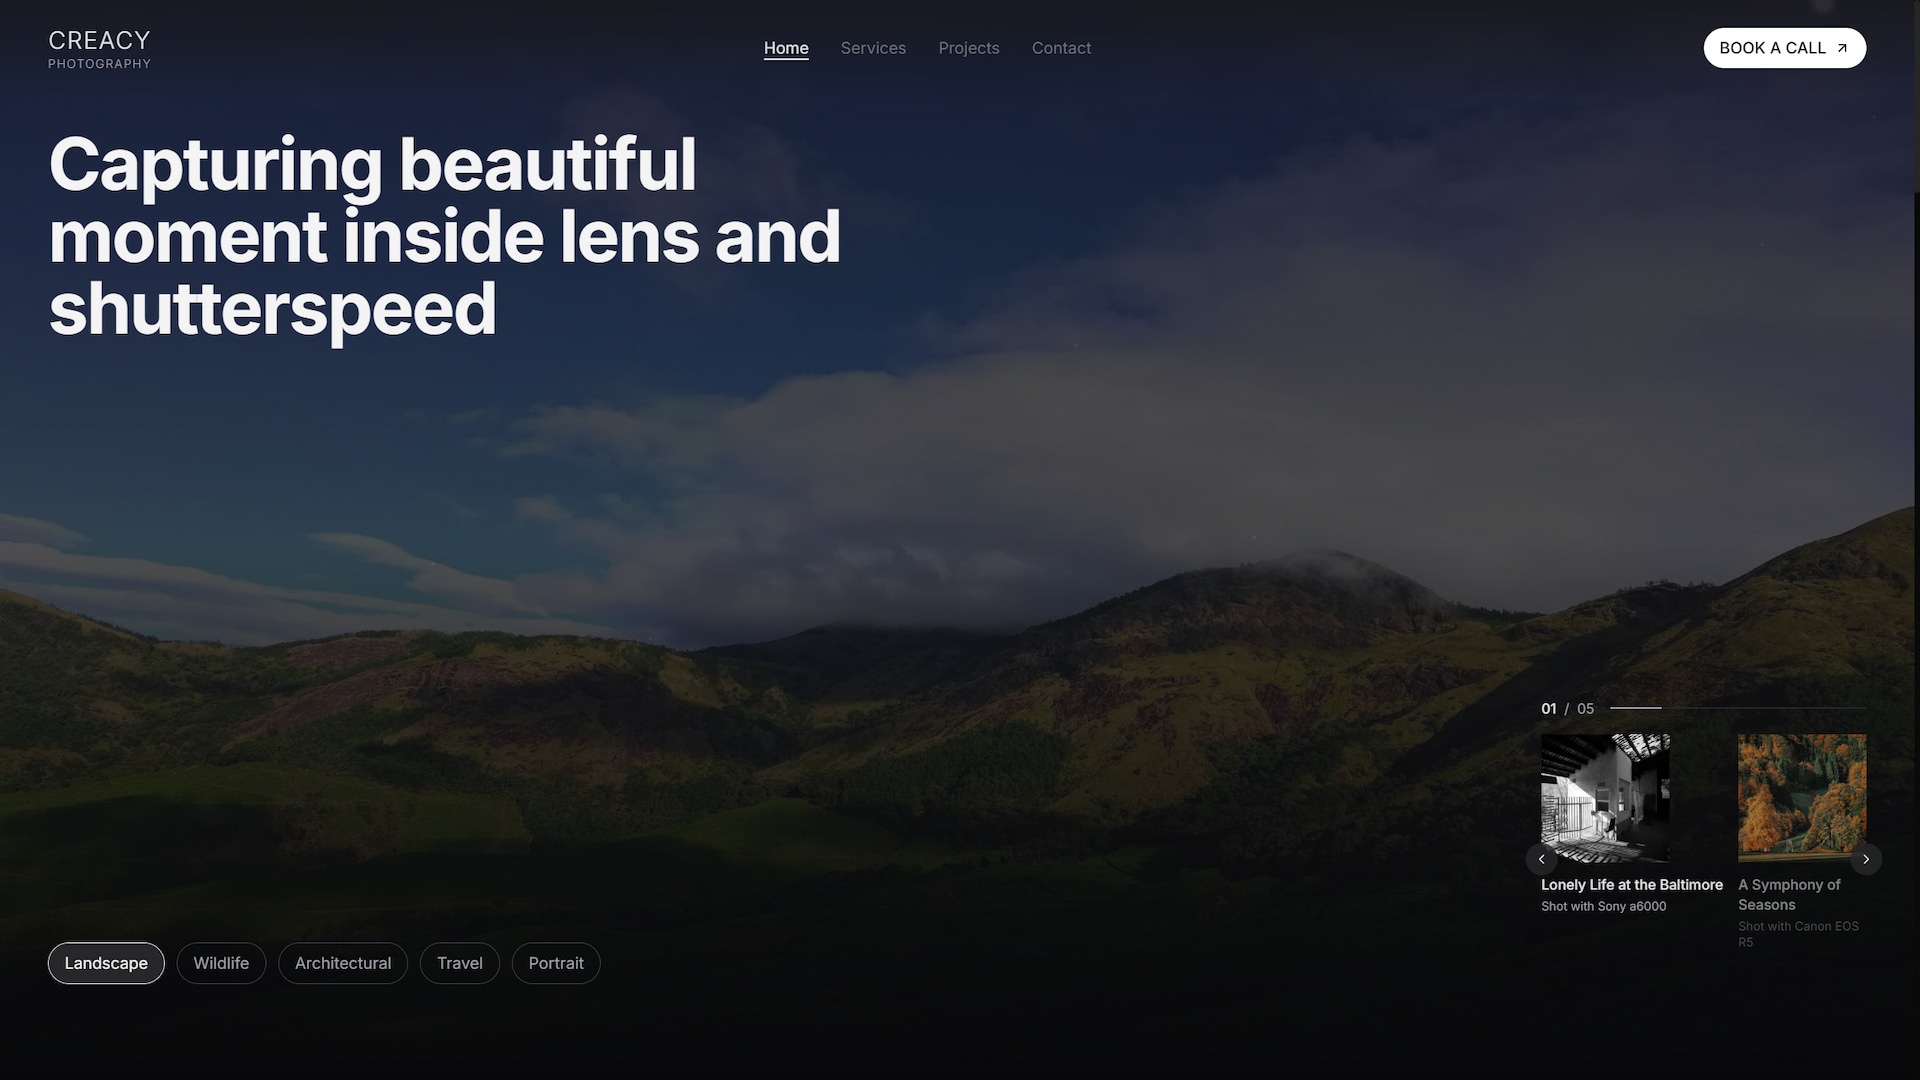 CREACY
PHOTOGRAPHY
Home
Services
Projects
Contact
BOOK A CALL
Capturing beautiful
moment inside lens and
shutterspeed
01 / 05
Lonely Life at the Baltimore
Shot with Sony a6000
A Symphony of
Seasons
Shot with Canon EOS
R5
Landscape
Wildlife
Architectural
Travel
Portrait